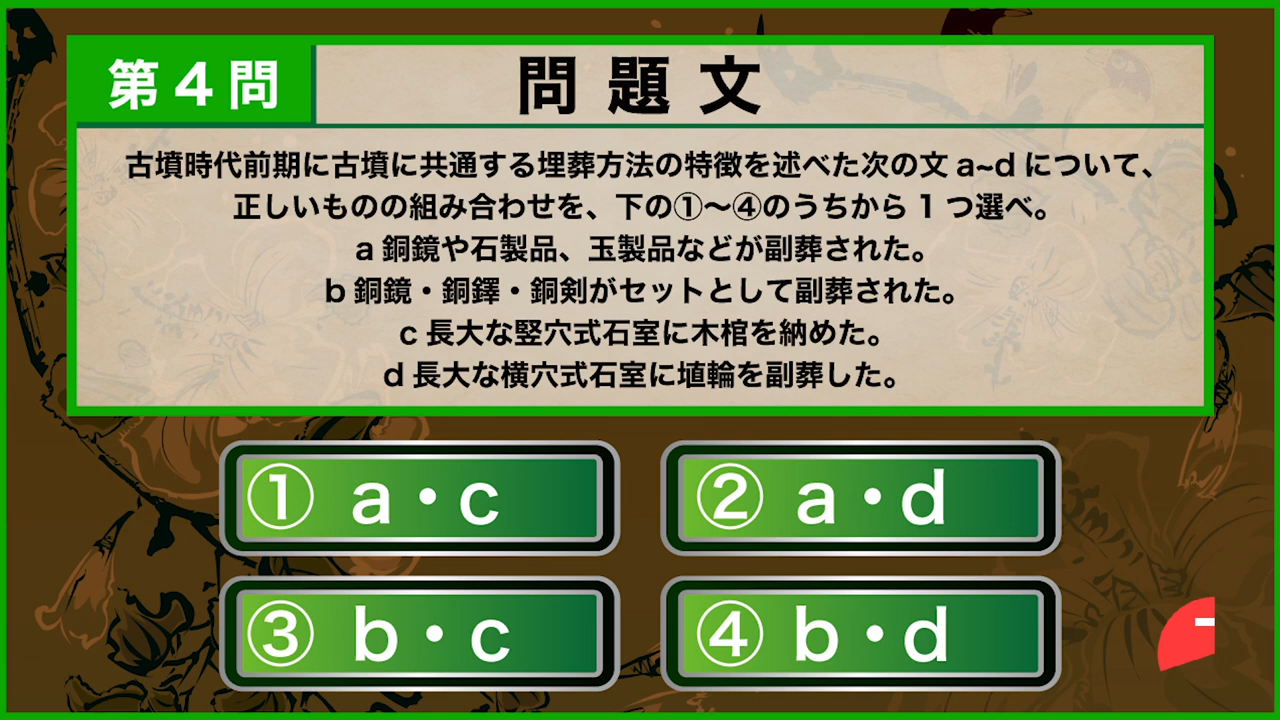 第4問
問題文
古墳時代前期に古墳に共通する埋葬方法の特徴を述べた次の文a~dについて、
正しいものの組み合わせを、下の①〜④のうちから1つ選べ。
a 銅鏡や石製品、玉製品などが副葬された。
b 銅鏡・銅鐸・銅剣がセットとして副葬された。
c 長大な竪穴式石室に木棺を納めた。
d 長大な横穴式石室に埴輪を副葬した。
① a・c
② a・d
③ b・c
④ b・d